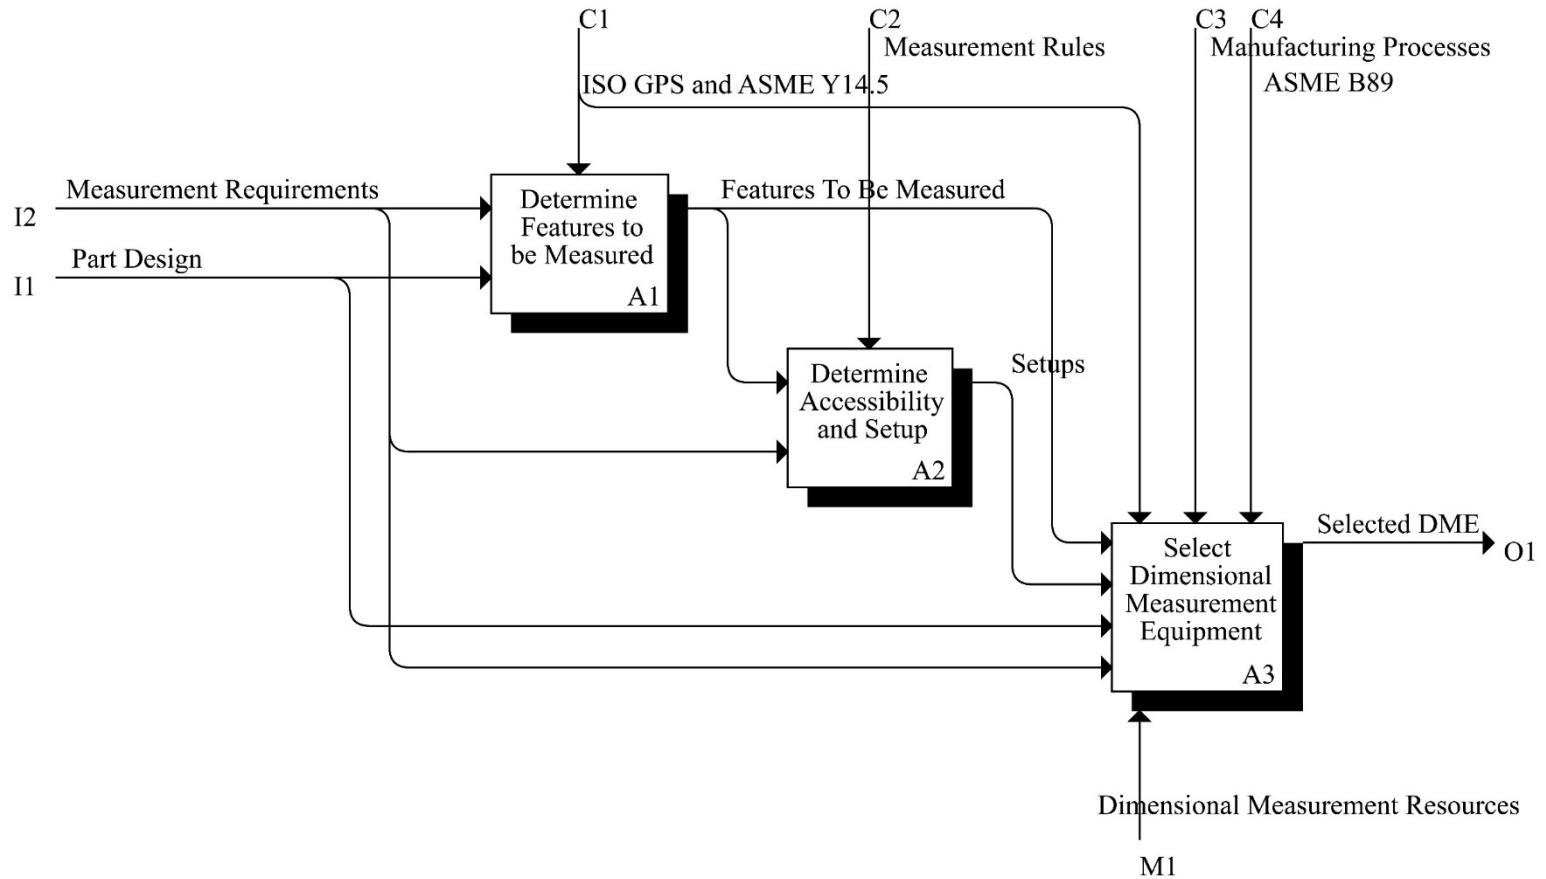 C1
C2
C3
C4
Measurement Rules
Manufacturing Processes
ISO GPS and ASME Y14.5
ASME B89
Measurement Requirements
I2
Part Design
I1
Determine
Features to
be Measured
A1
Features To Be Measured
Determine
Accessibility
and Setup
A2
Setups
Select
Dimensional
Measurement
Equipment
A3
Selected DME
O1
Dimensional Measurement Resources
M1